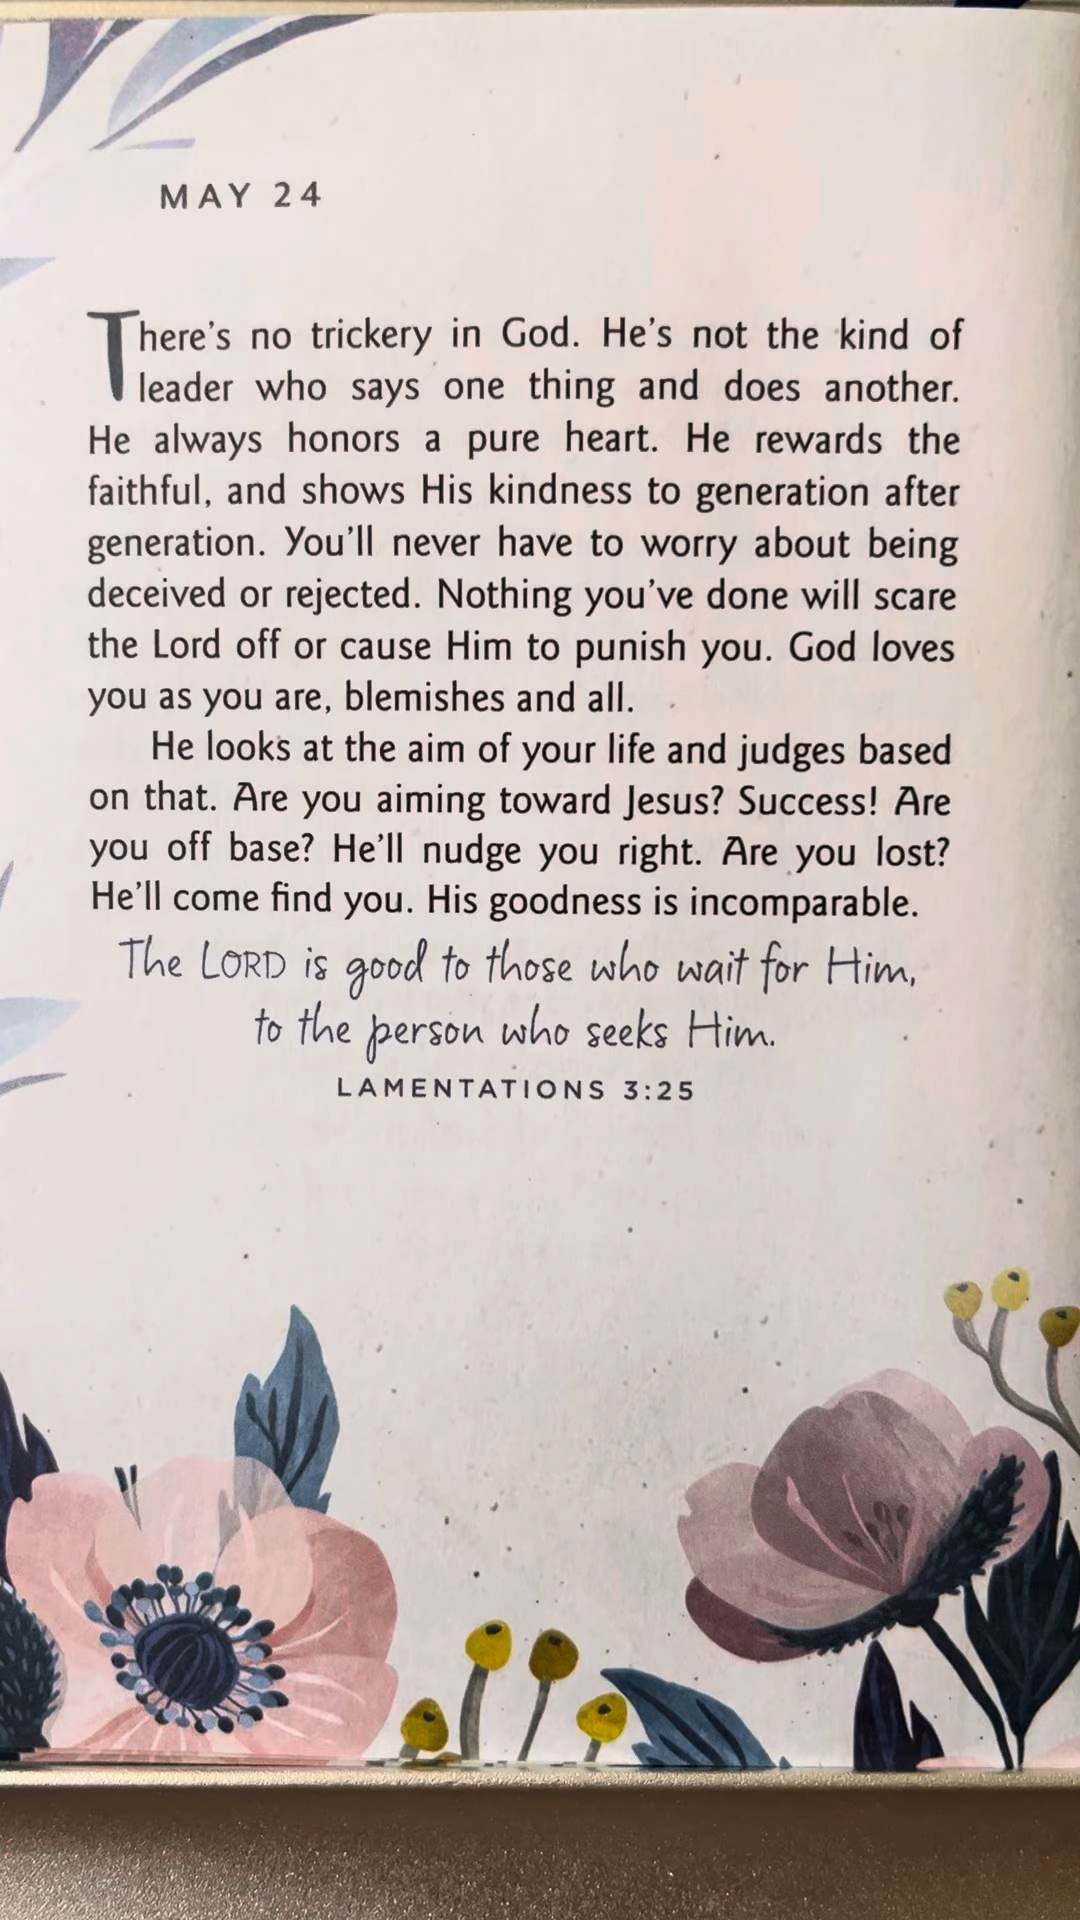 MAY 24
There's no trickery in God. He's not the kind of
leader who says one thing and does another.
He always honors a pure heart. He rewards the
faithful, and shows His kindness to generation after
generation. You'll never have to worry about being
deceived or rejected. Nothing you've done will scare
the Lord off or cause Him to punish you. God loves
you as you are, blemishes and all.
He looks at the aim of your life and judges based
on that. Are you aiming toward Jesus? Success! Are
you off base? He'll nudge you right. Are you lost?
He'll come find you. His goodness is incomparable.
The LORD is good to those who wait for Him,
to the person who seeks Him.
LAMENTATIONS 3:25